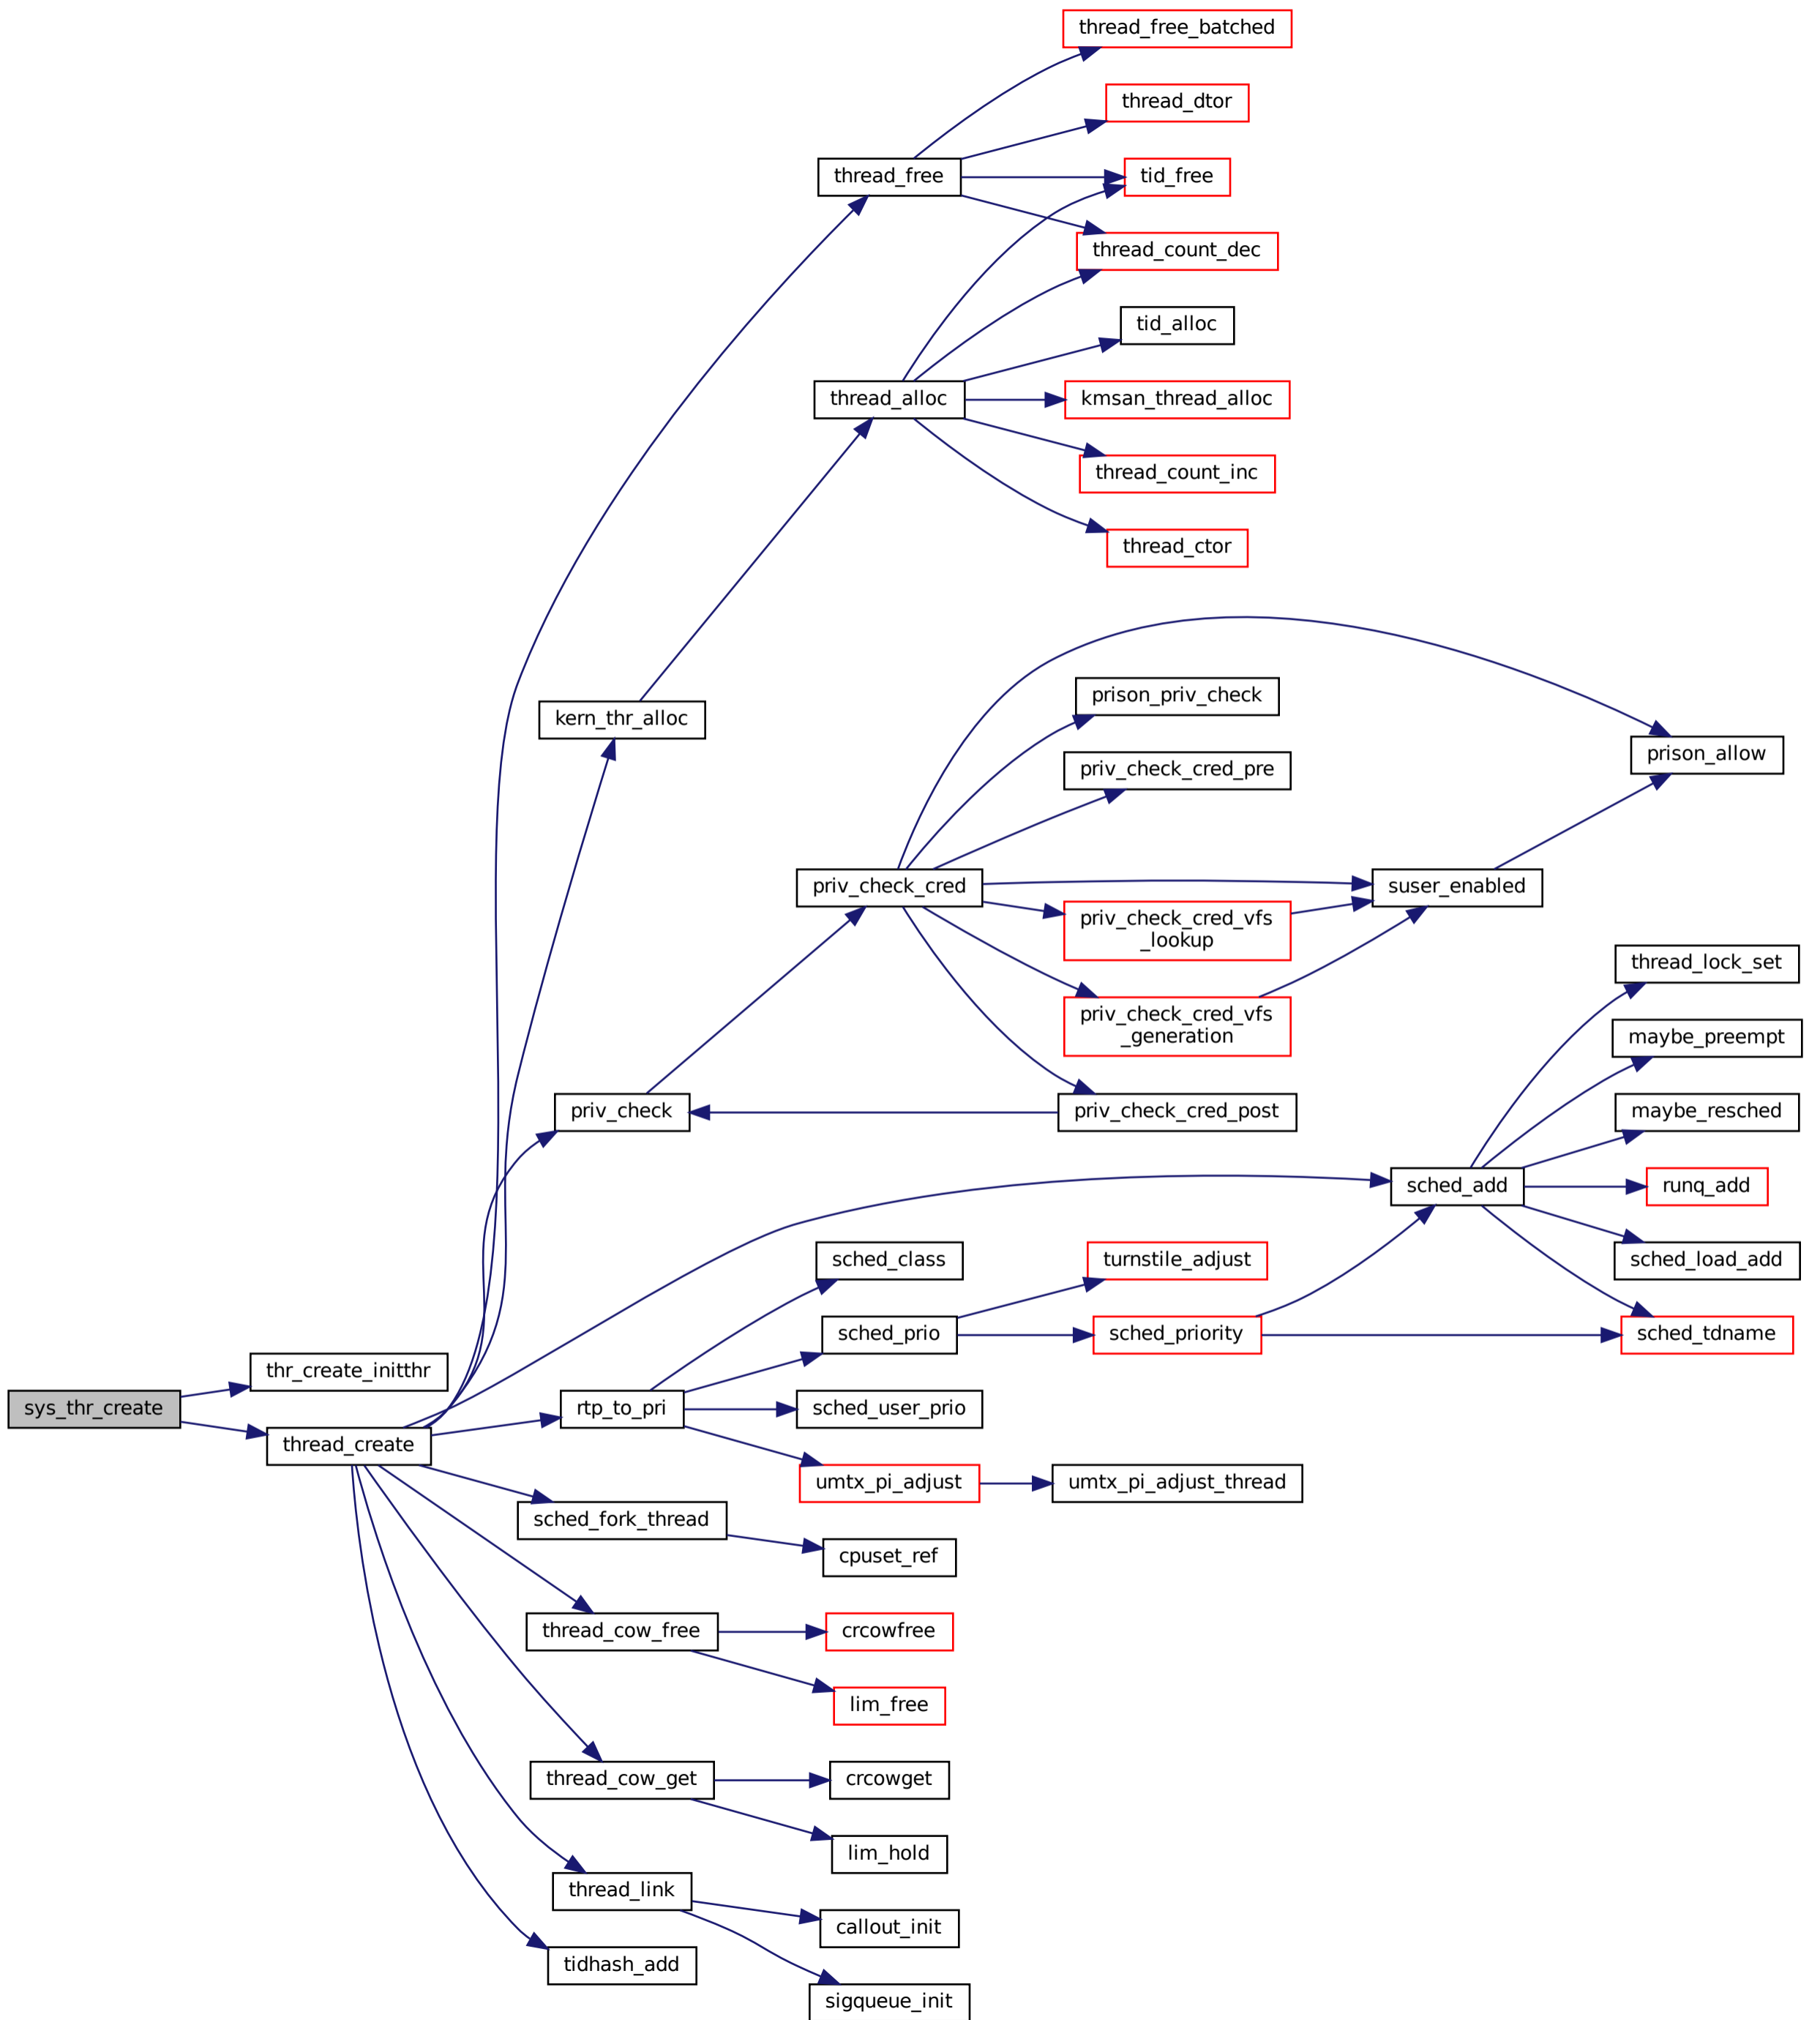 thread_free_batched
thread_dtor
thread_free
tid_free
thread_count_dec
tid_alloc
thread_alloc
kmsan_thread_alloc
thread_count_inc
thread_ctor
prison_priv_check
kern_thr_alloc
prison_allow
priv_check_cred_pre
priv_check_cred
suser_enabled
priv_check_cred_vfs
_lookup
thread_lock_set
priv_check_cred_vfs
_generation
maybe_preempt
priv_check
priv_check_cred_post
maybe_resched
sched_add
runq_add
sched_class
turnstile_adjust
sched_load_add
sched_prio
sched_priority
sched_tdname
thr_create_initthr
sys_thr_create
rtp_to_pri
sched_user_prio
thread_create
umtx_pi_adjust
umtx_pi_adjust_thread
sched_fork_thread
cpuset_ref
thread_cow_free
crcowfree
lim_free
thread_cow_get
crcowget
lim_hold
thread_link
callout_init
tidhash_add
sigqueue_init